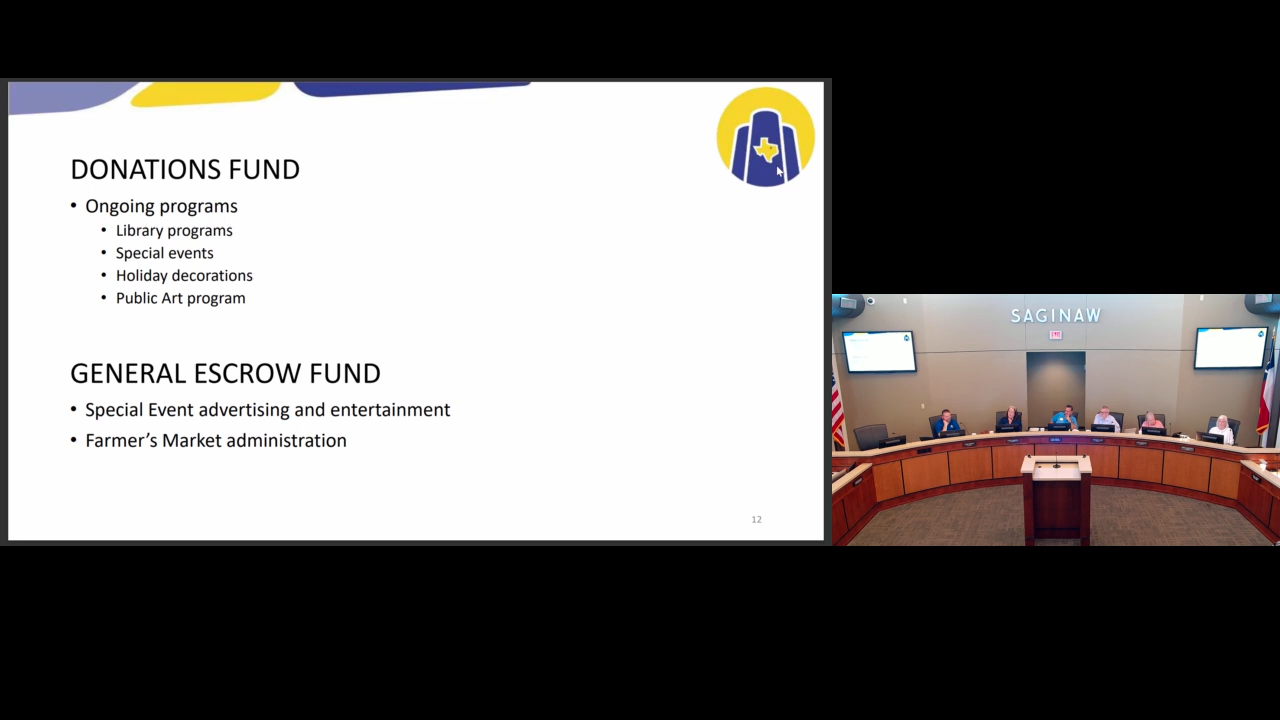 DONATIONS FUND
• Ongoing programs
• Library programs
• Special events
• Holiday decorations
• Public Art program
GENERAL ESCROW FUND
• Special Event advertising and entertainment
• Farmer’s Market administration
12
SAGINAW